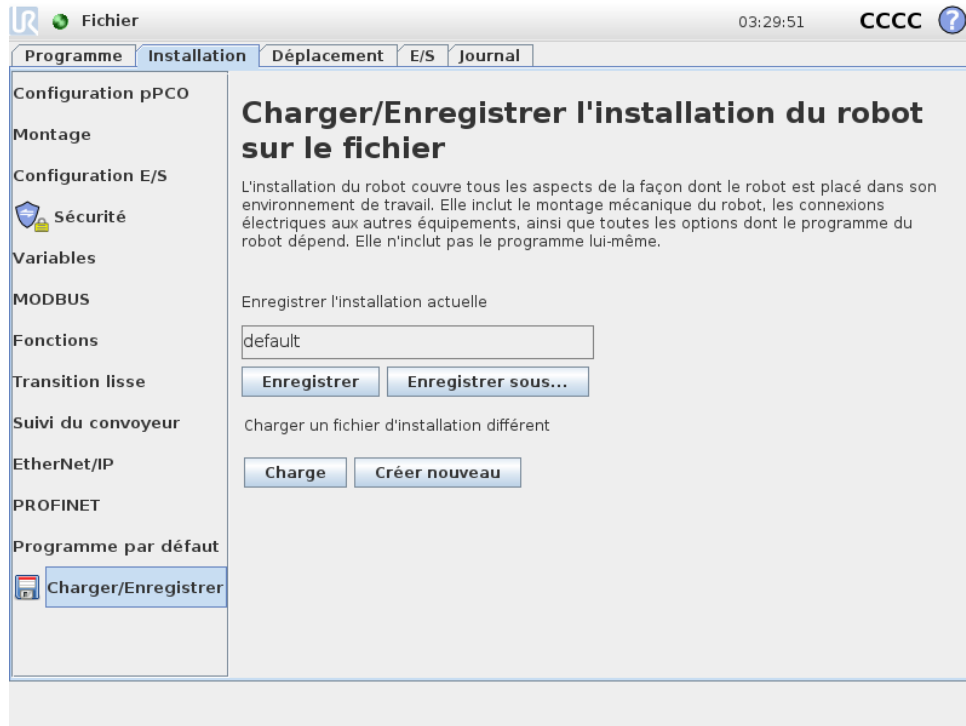 UR Fichier 03:29:51 CCCC ?
Programme Installation Déplacement E/S Journal
Configuration pPCO
Montage
Configuration E/S
Sécurité
Variables
MODBUS
Fonctions
Transition lisse
Suivi du convoyeur
EtherNet/IP
PROFINET
Programme par défaut
Charger/Enregistrer
Charger/Enregistrer l'installation du robot
sur le fichier
L'installation du robot couvre tous les aspects de la façon dont le robot est placé dans son
environnement de travail. Elle inclut le montage mécanique du robot, les connexions
électriques aux autres équipements, ainsi que toutes les options dont le programme du
robot dépend. Elle n'inclut pas le programme lui-même.
Enregistrer l'installation actuelle
default
Enregistrer Enregistrer sous...
Charger un fichier d'installation différent
Charge Créer nouveau